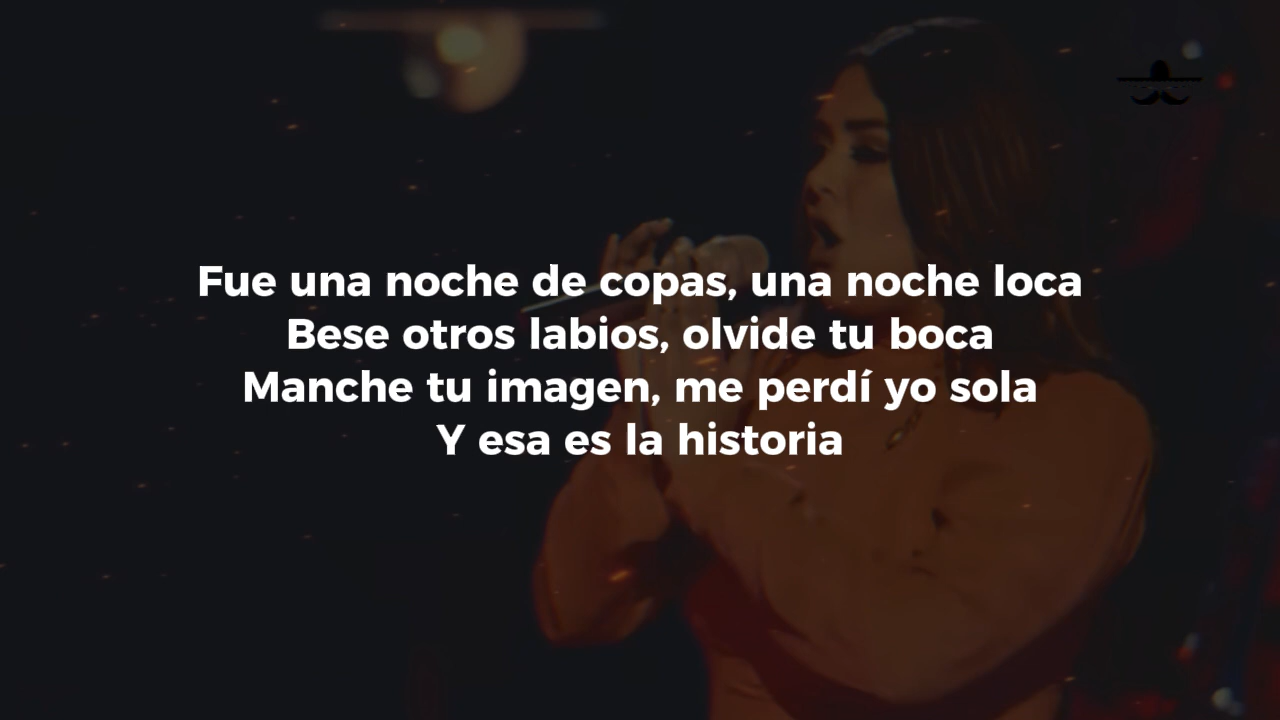 Fue una noche de copas, una noche loca
Bese otros labios, olvide tu boca
Manche tu imagen, me perdí yo sola
Y esa es la historia